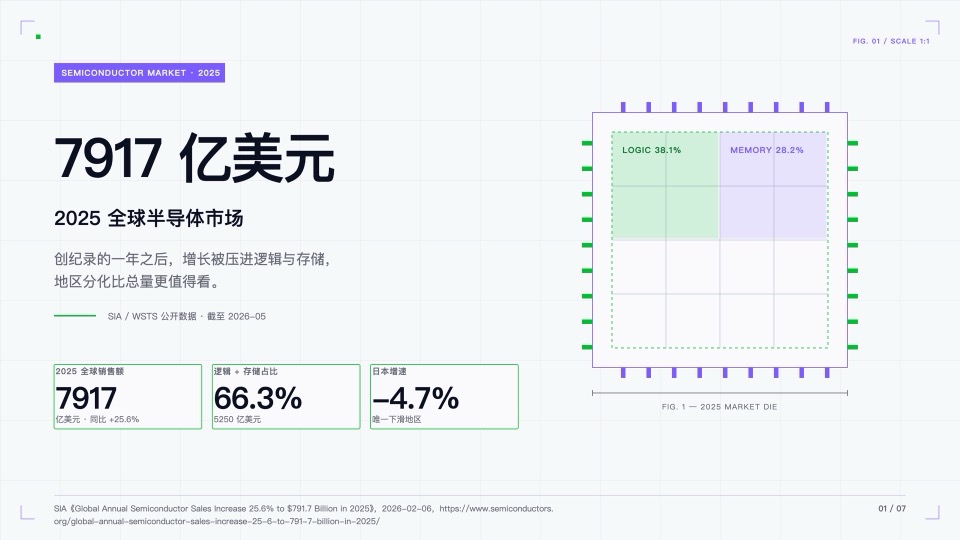 FIG. 01 / SCALE 1:1
SEMICONDUCTOR MARKET · 2025
7917 亿美元
2025 全球半导体市场
创纪录的一年之后，增长被压进逻辑与存储，
地区分化比总量更值得看。
SIA / WSTS 公开数据 · 截至 2026-05
2025 全球销售额
7917
亿美元 · 同比 +25.6%
逻辑 + 存储占比
66.3%
5250 亿美元
日本增速
–4.7%
唯一下滑地区
LOGIC 38.1%
MEMORY 28.2%
FIG. 1 — 2025 MARKET DIE
SIA《Global Annual Semiconductor Sales Increase 25.6% to $791.7 Billion in 2025》，2026-02-06，https://www.semiconductors.
org/global-annual-semiconductor-sales-increase-25-6-to-791-7-billion-in-2025/
01 / 07